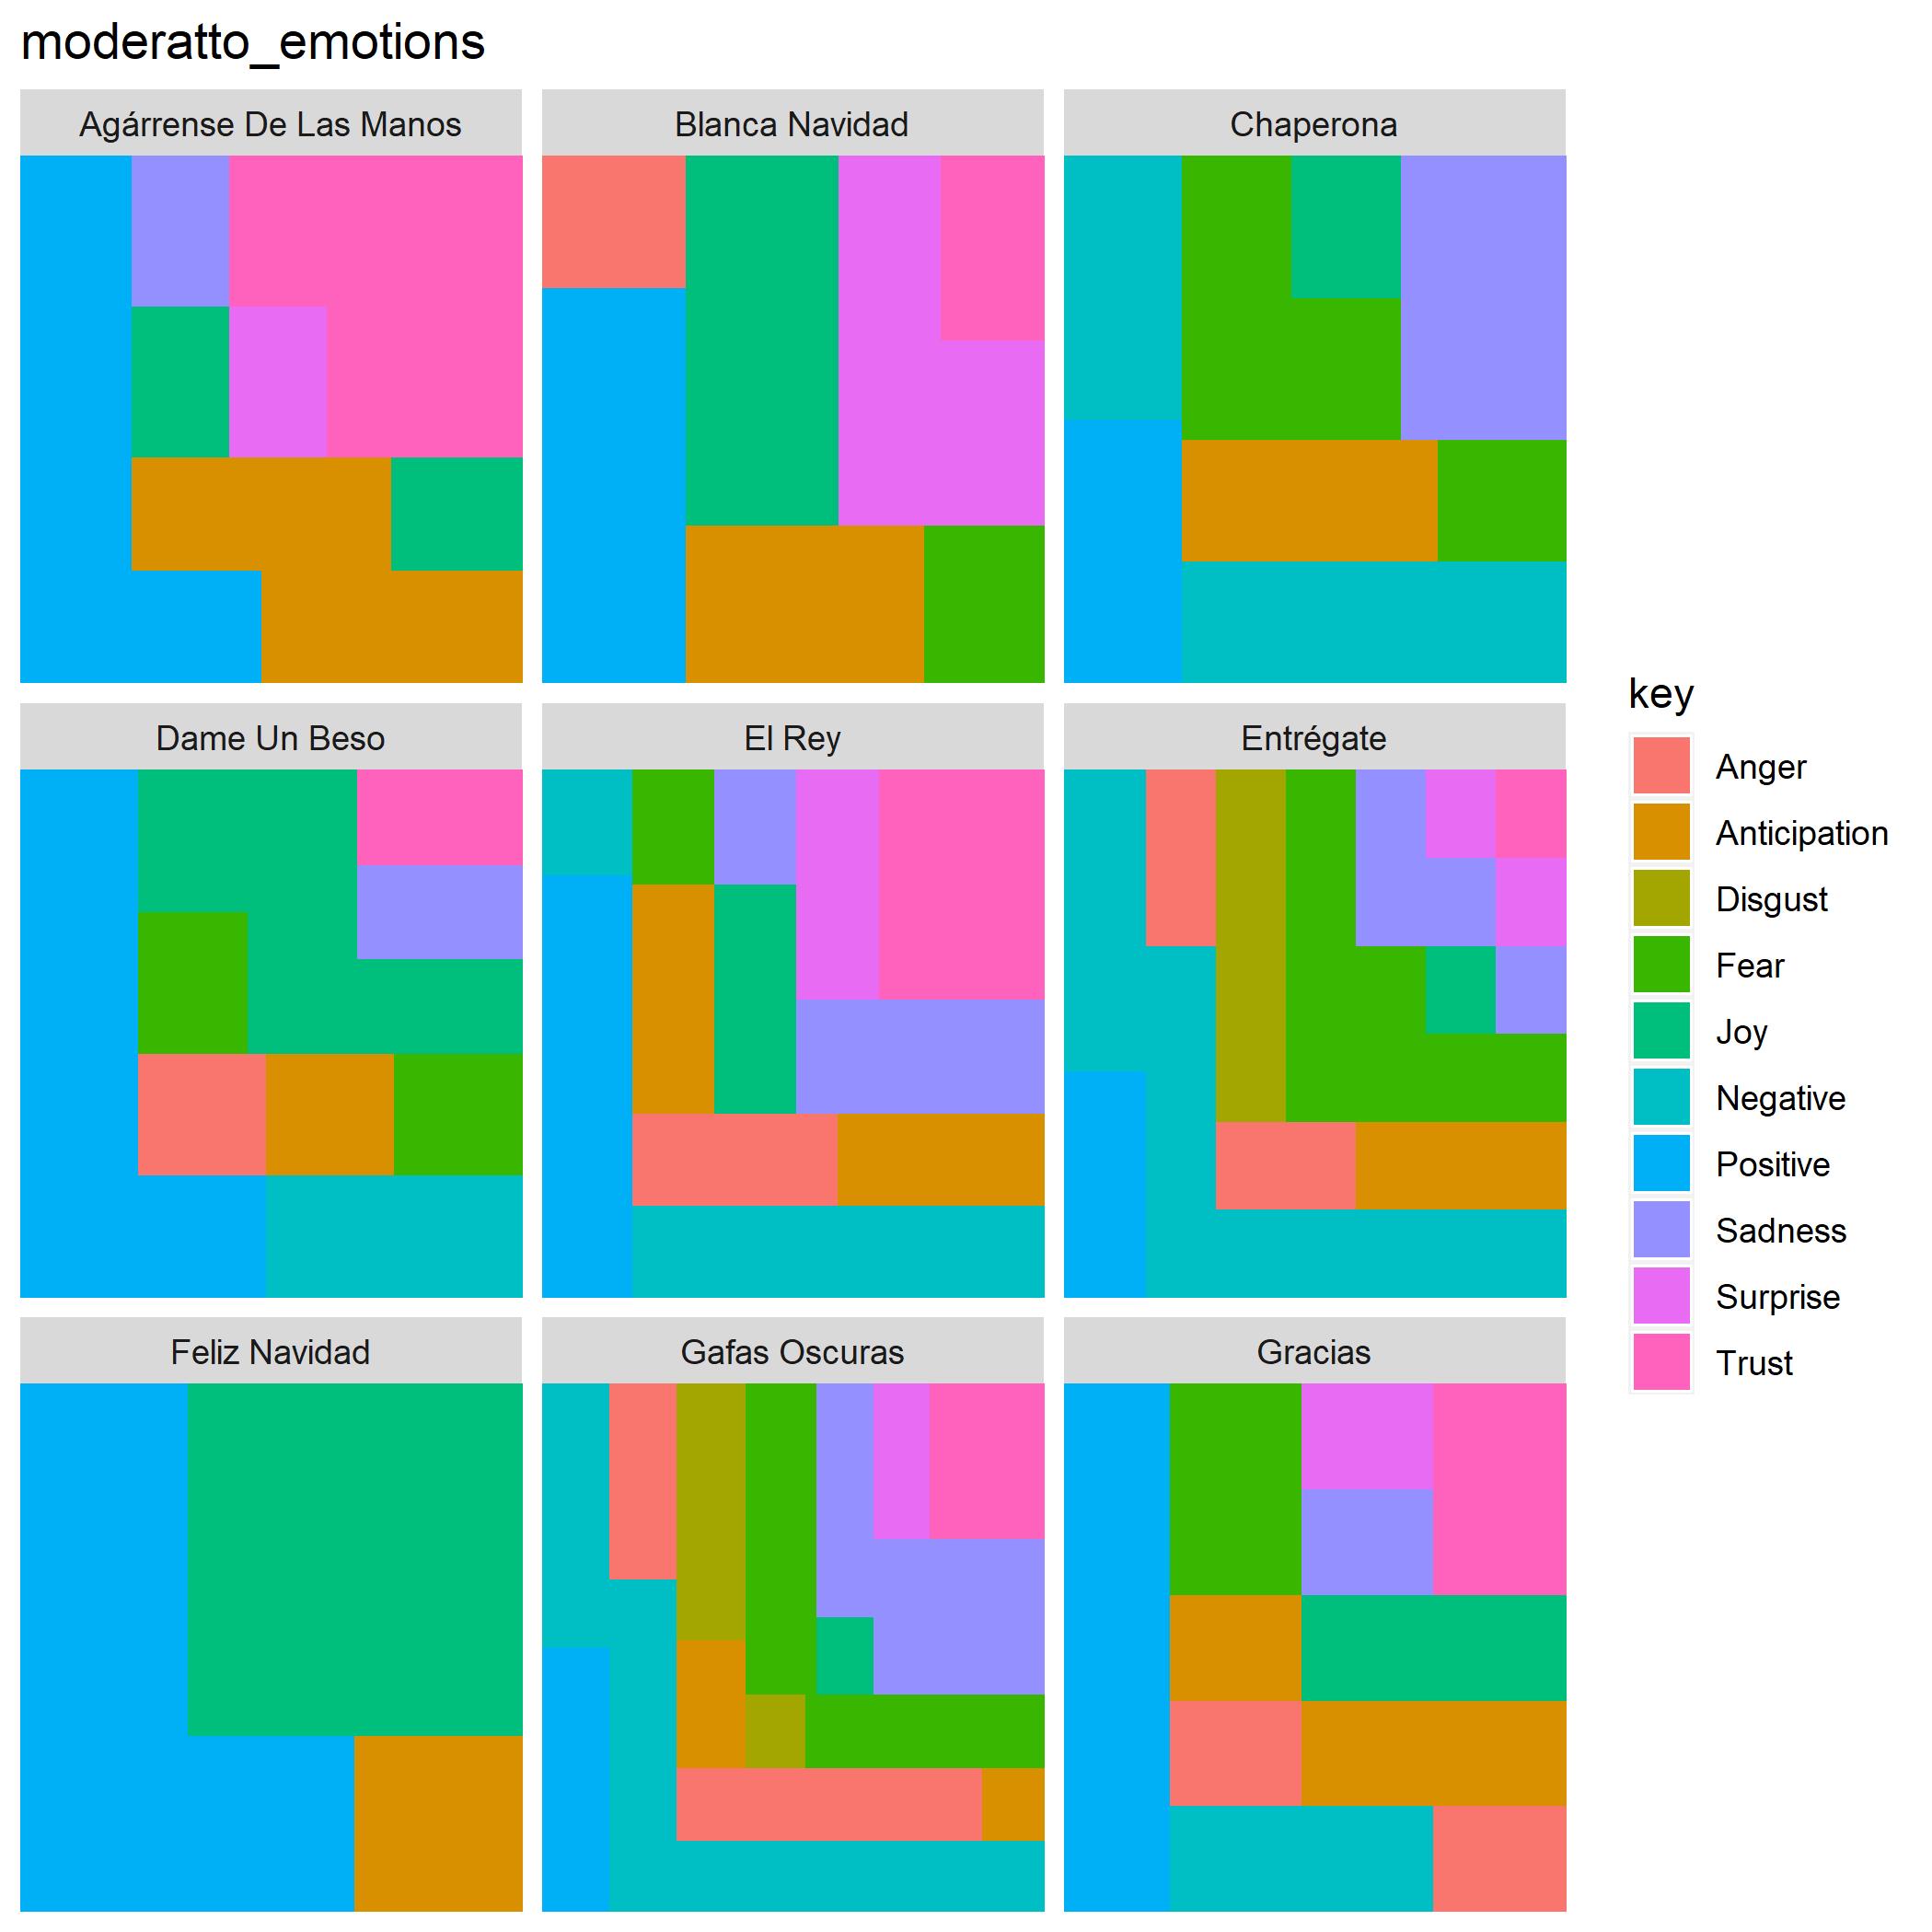 moderatto_emotions
Agárrense De Las Manos
Blanca Navidad
Chaperona
Dame Un Beso
El Rey
Entrégate
Feliz Navidad
Gafas Oscuras
Gracias
key
Anger
Anticipation
Disgust
Fear
Joy
Negative
Positive
Sadness
Surprise
Trust